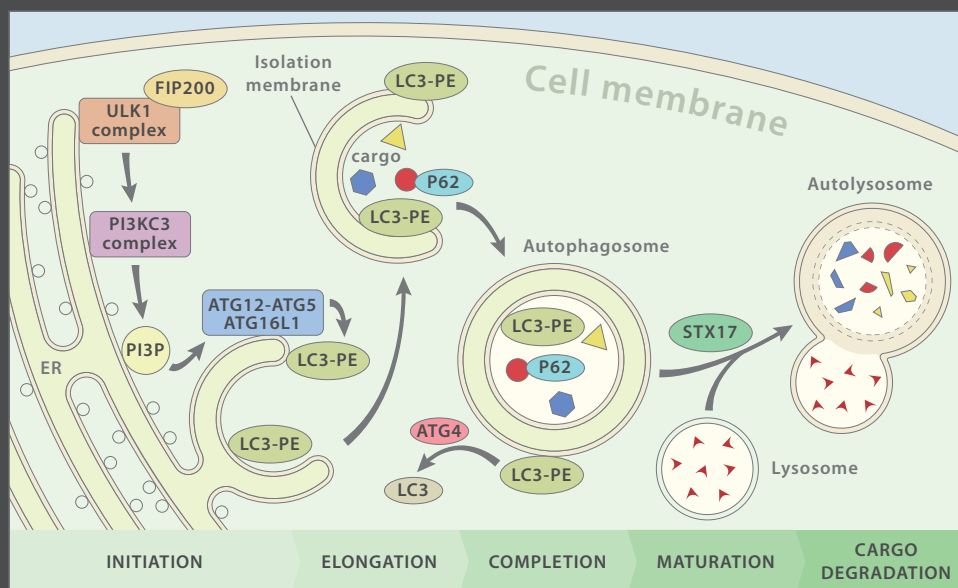 Cell membrane
Isolation
membrane
LC3-PE
FIP200
ULK1
complex
cargo
P62
LC3-PE
PI3KC3
complex
Autolysosome
Autophagosome
ATG12-ATG5
ATG16L1
LC3-PE
PI3P
ER
LC3-PE
LC3-PE
P62
STX17
ATG4
LC3-PE
LC3
Lysosome
INITIATION
ELONGATION
COMPLETION
MATURATION
CARGO
DEGRADATION